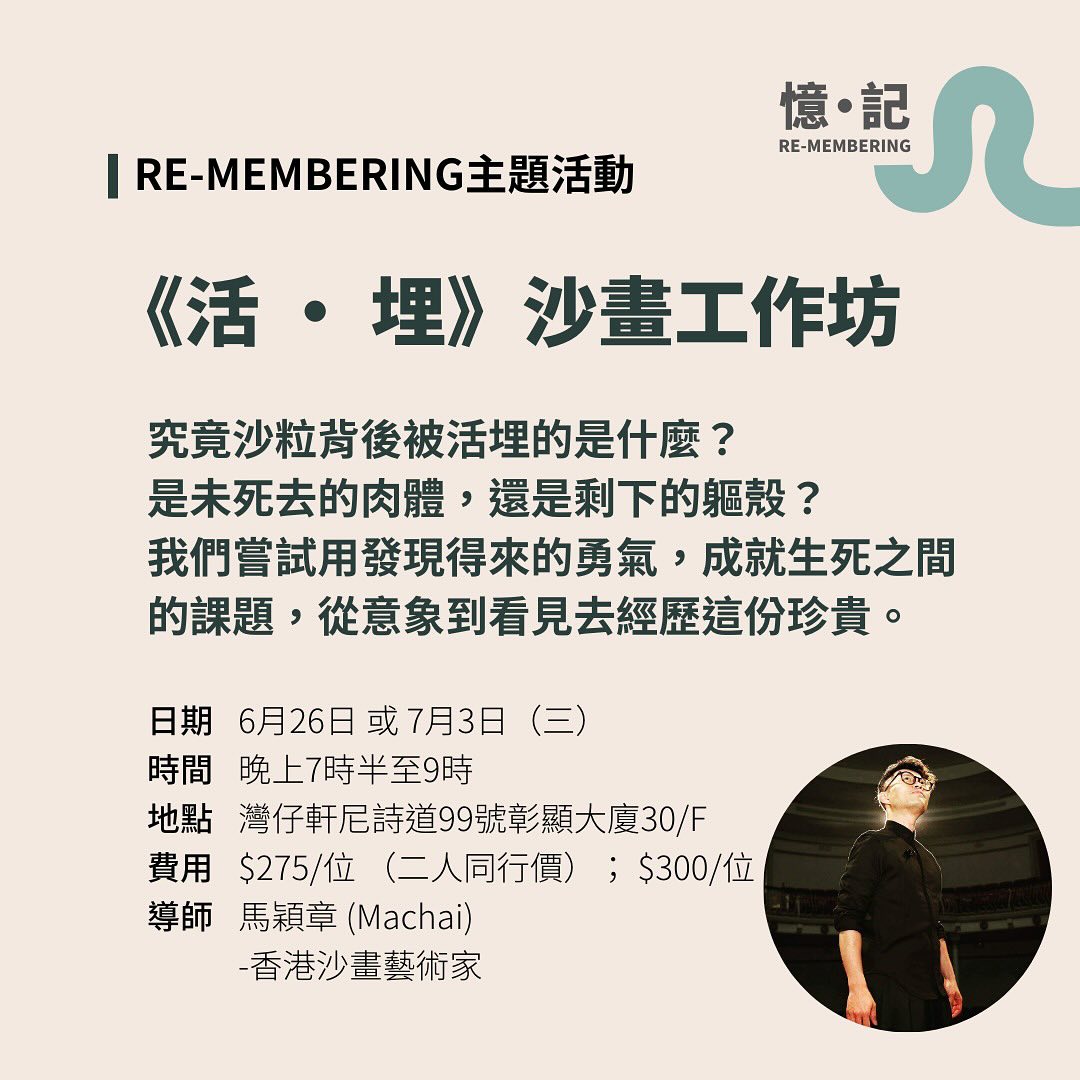 憶•記
RE-MEMBERING
RE-MEMBERING主題活動
《活 • 埋》沙畫工作坊
究竟沙粒背後被活埋的是什麼？
是未死去的肉體，還是剩下的軀殼？
我們嘗試用發現得來的勇氣，成就生死之間
的課題，從意象到看見去經歷這份珍貴。
日期 6月26日 或 7月3日（三）
時間 晚上7時半至9時
地點 灣仔軒尼詩道99號彰顯大廈30/F
費用 $275/位 （二人同行價）； $300/位
導師 馬穎章 (Machai)
-香港沙畫藝術家